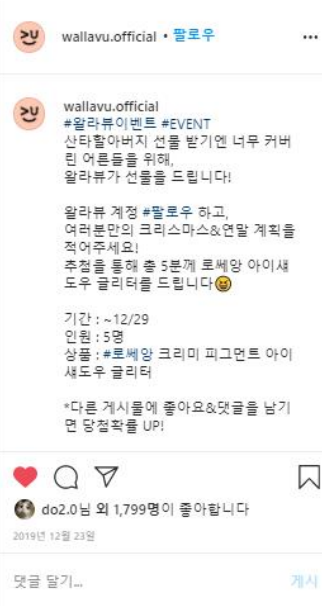 wallavu.official • 팔로우
wallavu.official
#왈라뷰이벤트 #EVENT
산타할아버지 선물 받기엔 너무 커버
린 어른들을 위해,
왈라뷰가 선물을 드립니다!
왈라뷰 계정 #팔로우 하고,
여러분만의 크리스마스&연말 계획을
적어주세요!
추첨을 통해 총 5분께 로쎄앙 아이섀
도우 글리터를 드립니다😆
기간 : ~12/29
인원 : 5명
상품 : #로쎄앙 크리미 피그먼트 아이
섀도우 글리터
*다른 게시물에 좋아요&댓글을 남기
면 당첨확률 UP!
do2.0님 외 1,799명이 좋아합니다
2019년 12월 23일
댓글 달기...
게시